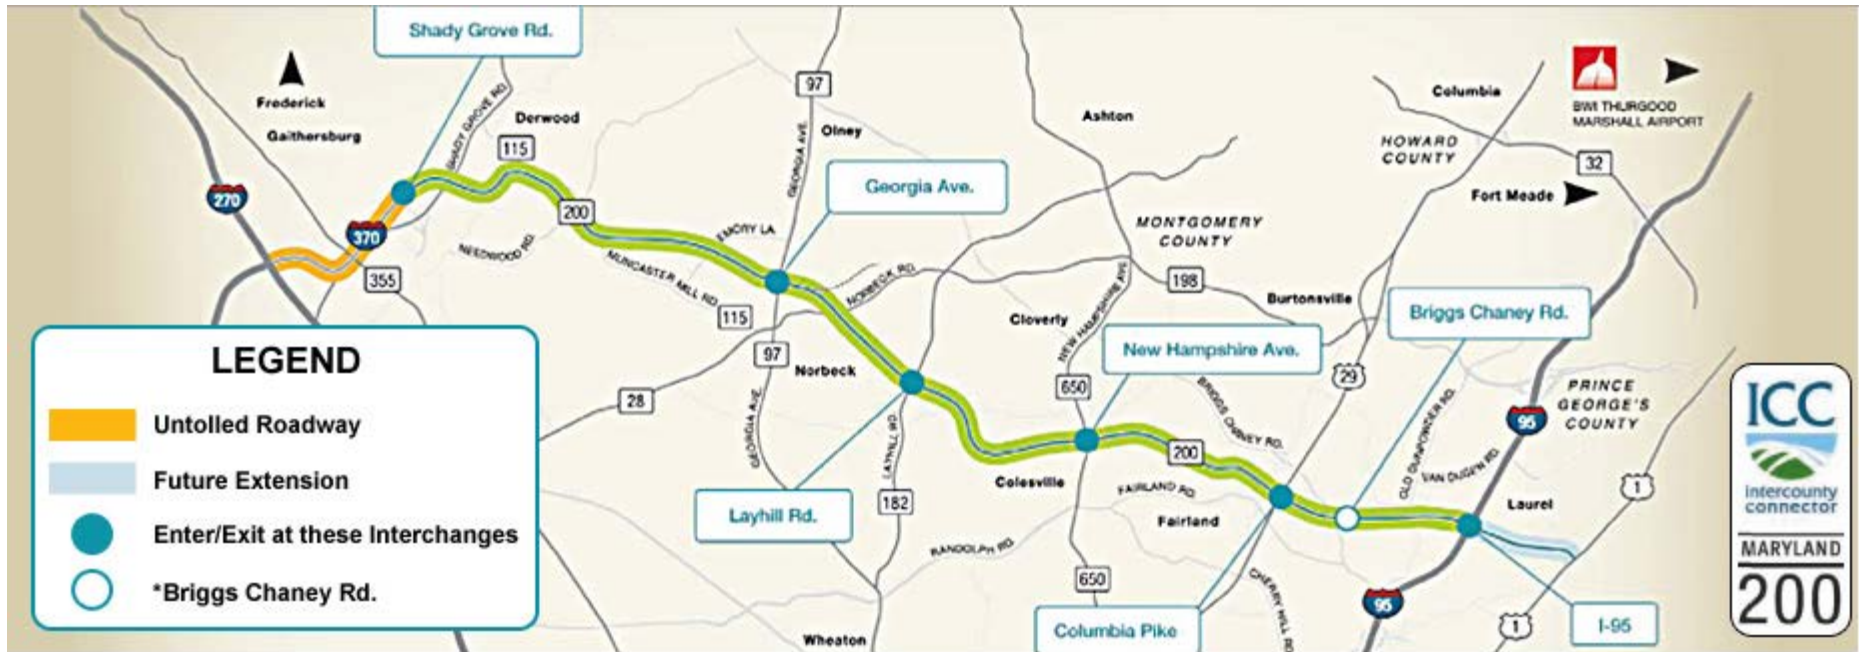 Shady Grove Rd.
Frederick
Gaithersburg
SHADY GROVE RD.
Derwood
115
97
Olney
GEORGIA AVE.
Ashton
Columbia
BWI THURGOOD
MARSHALL AIRPORT
HOWARD
COUNTY
32
Fort Meade
270
370
355
200
NEEDWOOD RD.
EMORY LA.
MUNCASTER MILL RD.
115
Georgia Ave.
NORBECK RD.
MONTGOMERY
COUNTY
198
Burtonsville
Briggs Chaney Rd.
Cloverly
NEW HAMPSHIRE AVE.
New Hampshire Ave.
97
Norbeck
28
GEORGIA AVE.
650
29
BRIGGS CHANEY RD.
OLD GUNPOWDER RD.
VAN DUSEN RD.
95
PRINCE
GEORGE'S
COUNTY
LAYHILL RD.
182
Layhill Rd.
Colesville
200
FAIRLAND RD.
Fairland
RANDOLPH RD.
650
Laurel
1
CHERRY HILL RD.
Columbia Pike
95
1
I-95
Wheaton
LEGEND
Untolled Roadway
Future Extension
Enter/Exit at these Interchanges
*Briggs Chaney Rd.
ICC
intercounty
connector
MARYLAND
200